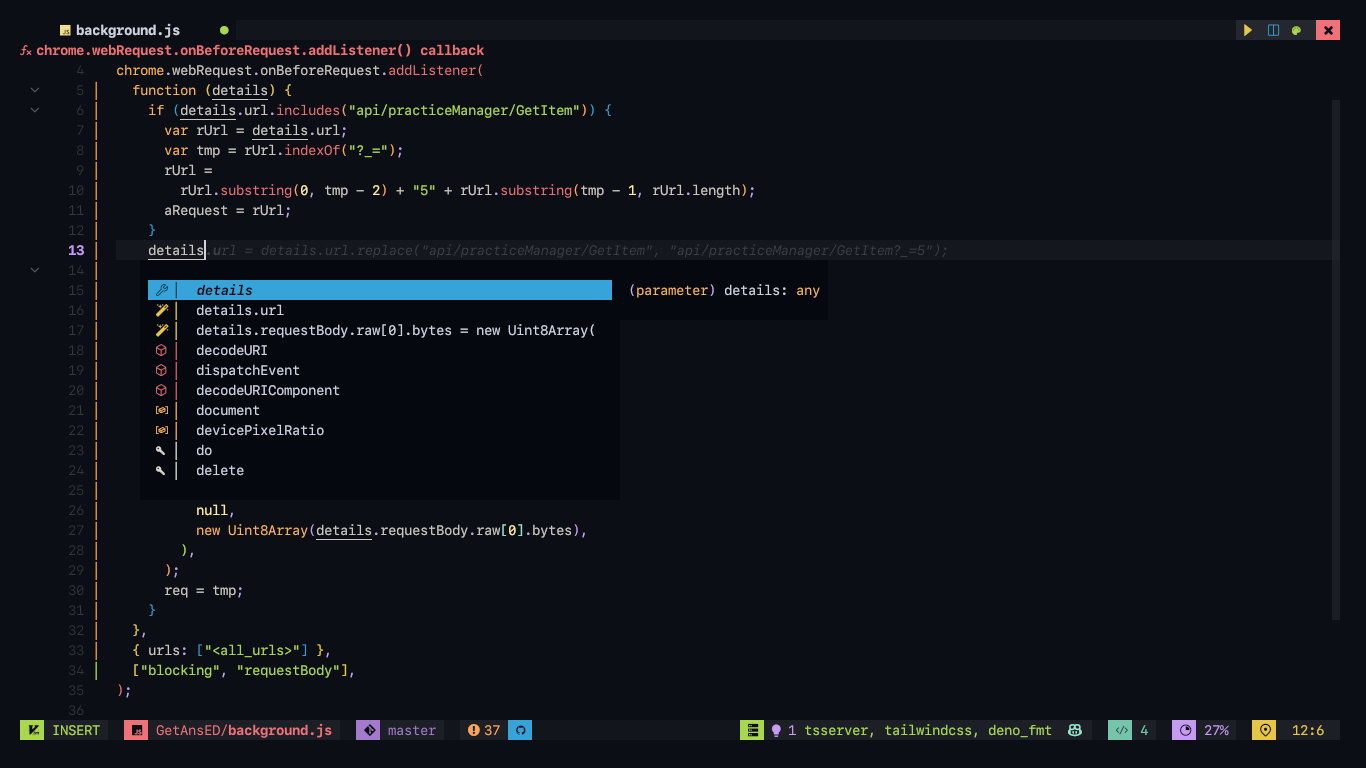 background.js
chrome.webRequest.onBeforeRequest.addListener() callback
4 chrome.webRequest.onBeforeRequest.addListener(
5 function (details) {
6 if (details.url.includes("api/practiceManager/GetItem")) {
7 var rUrl = details.url;
8 var tmp = rUrl.indexOf("?_=");
9 rUrl =
10 rUrl.substring(0, tmp - 2) + "5" + rUrl.substring(tmp - 1, rUrl.length);
11 aRequest = rUrl;
12 }
13 details.url = details.url.replace("api/practiceManager/GetItem", "api/practiceManager/GetItem?_=5");
14
15 details (parameter) details: any
16 details.url
17 details.requestBody.raw[0].bytes = new Uint8Array(
18 decodeURI
19 dispatchEvent
20 decodeURIComponent
21 document
22 devicePixelRatio
23 do
24 delete
25
26 null,
27 new Uint8Array(details.requestBody.raw[0].bytes),
28 ),
29 );
30 req = tmp;
31 }
32 },
33 { urls: ["<all_urls>"] },
34 ["blocking", "requestBody"],
35 );
36
INSERT GetAnsED/background.js master 37 1 tsserver, tailwindcss, deno_fmt 4 27% 12:6